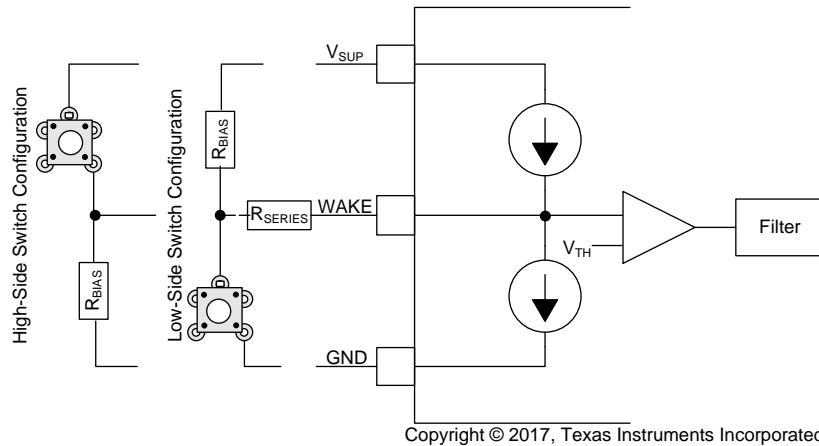 High-Side Switch Configuration
RBIAS
Low-Side Switch Configuration
RBIAS
RSERIES
VSUP
WAKE
GND
VTH
Filter
Copyright © 2017, Texas Instruments Incorporated